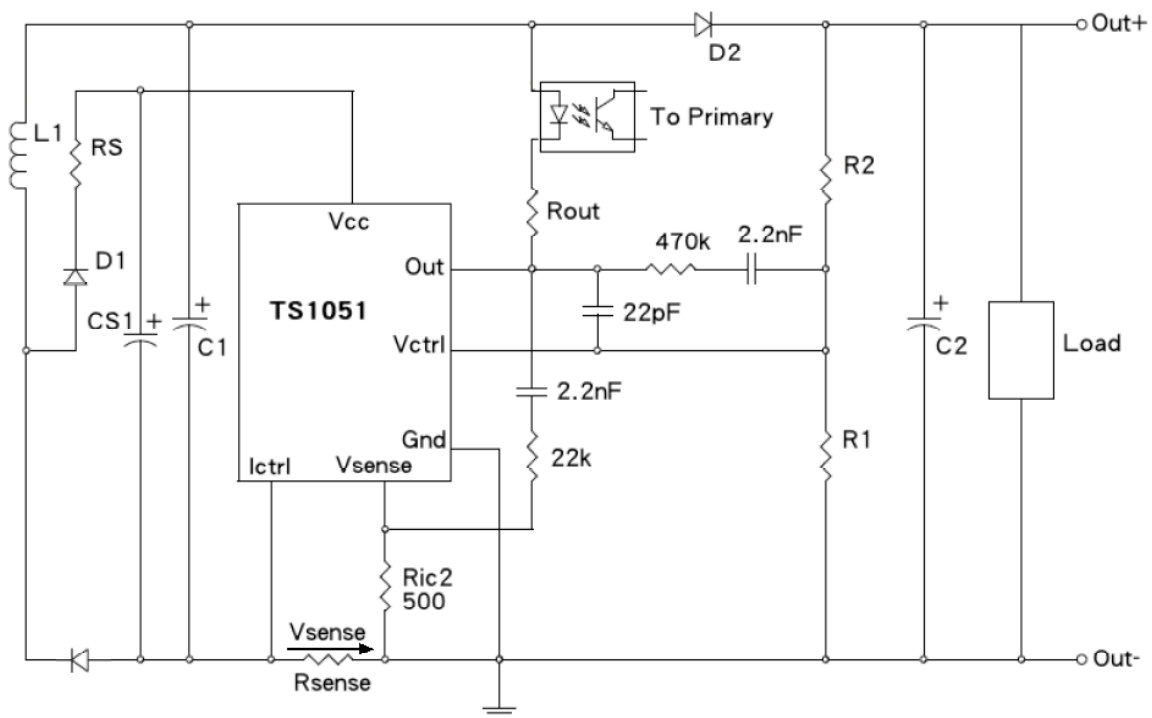 Out+
D2
To Primary
L1
RS
R2
Rout
Vcc
470k
2.2nF
D1
Out
TS1051
22pF
CS1
+
+
C1
Vctrl
+
C2
Load
2.2nF
Gnd
R1
Ictrl
Vsense
22k
Ric2
500
Vsense
Rsense
Out-